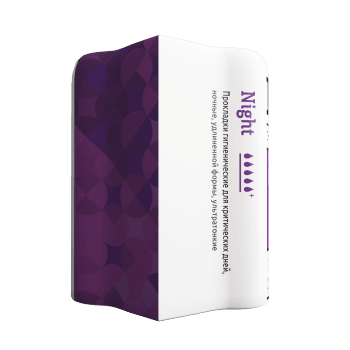 Night
+
Прокладки гигиенические для критических дней,
ночные, удлиненной формы, ультратонкие